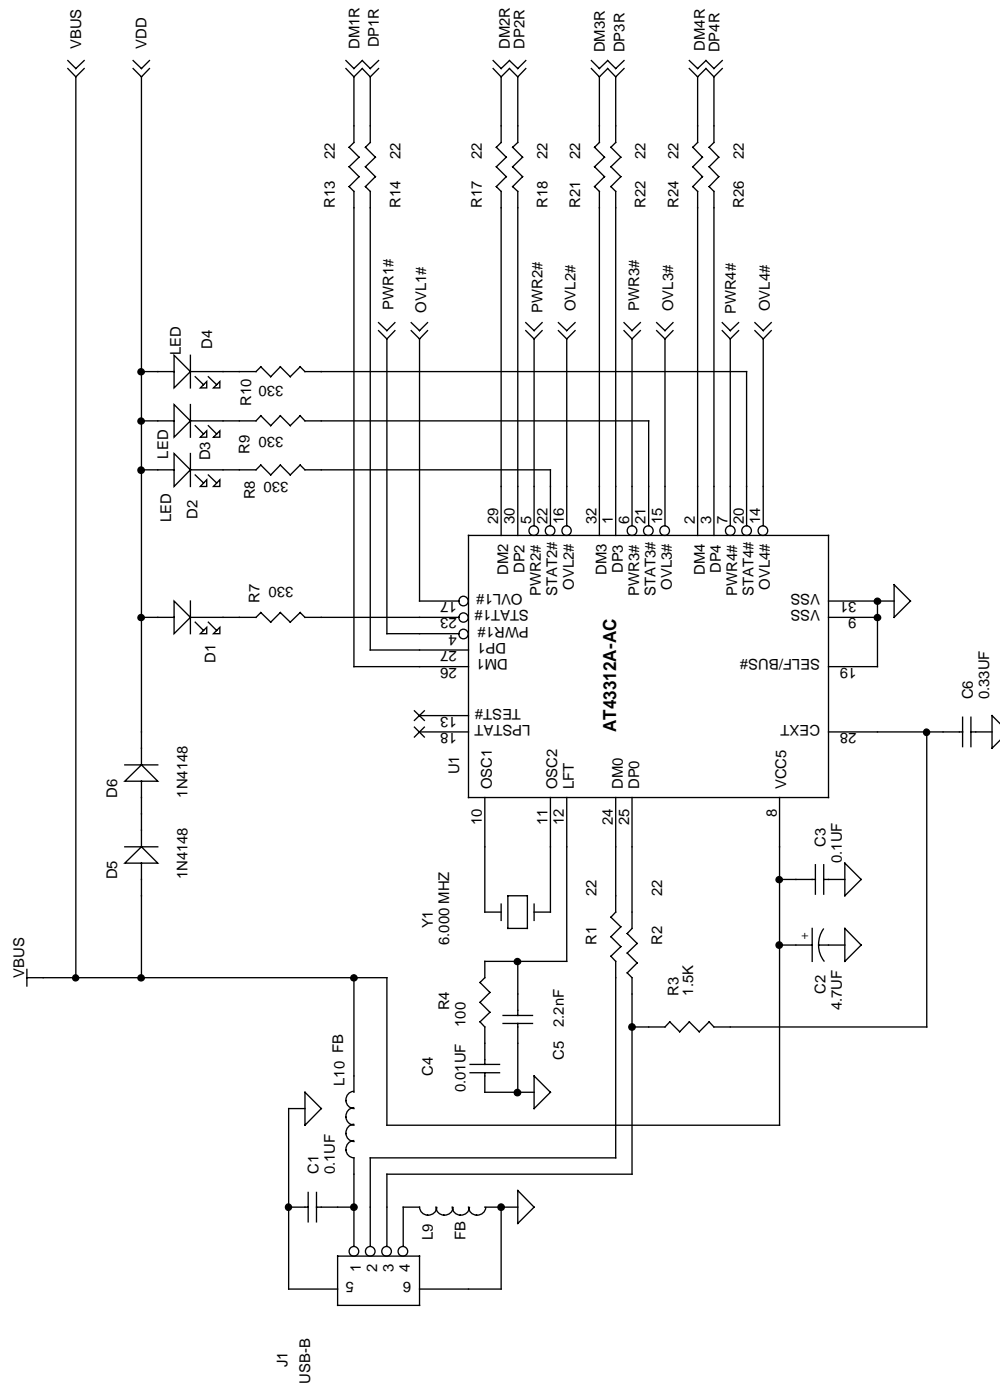 VBUS
VDD
DM1R
DP1R
DM2R
DP2R
DM3R
DP3R
DM4R
DP4R
R13 22
R14 22
R17 22
R18 22
R21 22
R22 22
R24 22
R26 22
PWR1#
OVL1#
PWR2#
OVL2#
PWR3#
OVL3#
PWR4#
OVL4#
LED
D4
R10
330
LED
D3
R9
330
LED
D2
R8
330
D1
R7
330
D6
1N4148
D5
1N4148
VBUS
29 DM2
30 DP2
5 PWR2#
22 STAT2#
16 OVL2#
32 DM3
1 DP3
6 PWR3#
21 STAT3#
15 OVL3#
2 DM4
3 DP4
7 PWR4#
20 STAT4#
14 OVL4#
17 OVL1#
23 STAT1#
4 PWR1#
27 DP1
26 DM1
13 TEST#
18 LPSTAT
U1
AT43312A-AC
10 OSC1
11 OSC2
12 LFT
24 DM0
25 DP0
8 VCC5
28 CEXT
19 SELF/BUS#
9 VSS
31 VSS
C6
0.33UF
C3
0.1UF
C2
4.7UF
+
Y1
6.000 MHZ
R1 22
R2 22
R3
1.5K
R4
100
C4
0.01UF
C5 2.2nF
L10 FB
C1
0.1UF
L9
FB
1
2
3
4
5
6
J1
USB-B